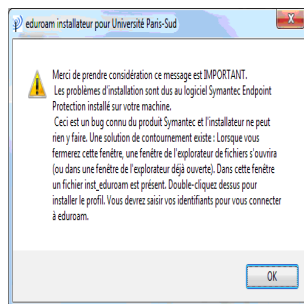 eduroam installateur pour Université Paris-Sud
Merci de prendre considération ce message est IMPORTANT.
Les problèmes d'installation sont dus au logiciel Symantec Endpoint
Protection installé sur votre machine.
Ceci est un bug connu du produit Symantec et l'installateur ne peut
rien y faire. Une solution de contournement existe : Lorsque vous
fermerez cette fenêtre, une fenêtre de l'explorateur de fichiers s'ouvrira
(ou dans une fenêtre de l'explorateur déjà ouverte). Dans cette fenêtre
un fichier inst_eduroam est présent. Double-cliquez dessus pour
installer le profil. Vous devrez saisir vos identifiants pour vous connecter
à eduroam.
OK